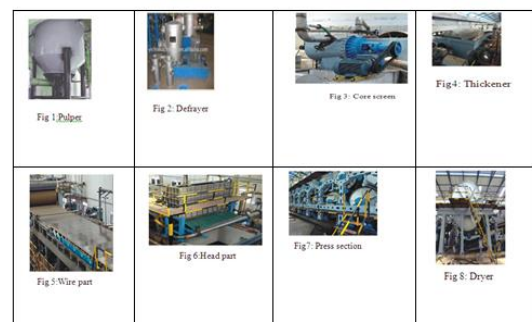 Fig 1:Pulper
Fig 2: Defrayer
Fig 3: Core screen
Fig4: Thickener
Fig 5:Wire part
Fig 6:Head part
Fig7: Press section
Fig 8: Dryer